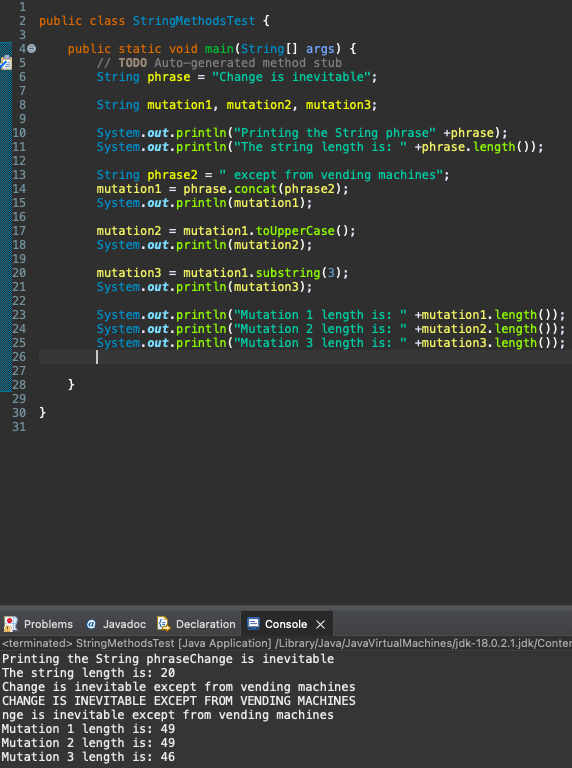 1
2 public class StringMethodsTest {
3
4 public static void main(String[] args) {
5 // TODO Auto-generated method stub
6 String phrase = "Change is inevitable";
7
8 String mutation1, mutation2, mutation3;
9
10 System.out.println("Printing the String phrase" +phrase);
11 System.out.println("The string length is: " +phrase.length());
12
13 String phrase2 = " except from vending machines";
14 mutation1 = phrase.concat(phrase2);
15 System.out.println(mutation1);
16
17 mutation2 = mutation1.toUpperCase();
18 System.out.println(mutation2);
19
20 mutation3 = mutation1.substring(3);
21 System.out.println(mutation3);
22
23 System.out.println("Mutation 1 length is: " +mutation1.length());
24 System.out.println("Mutation 2 length is: " +mutation2.length());
25 System.out.println("Mutation 3 length is: " +mutation3.length());
26
27
28 }
29
30 }
31
Problems @ Javadoc Declaration Console
<terminated> StringMethodsTest [Java Application] /Library/Java/JavaVirtualMachines/jdk-18.0.2.1.jdk/Conten
Printing the String phraseChange is inevitable
The string length is: 20
Change is inevitable except from vending machines
CHANGE IS INEVITABLE EXCEPT FROM VENDING MACHINES
nge is inevitable except from vending machines
Mutation 1 length is: 49
Mutation 2 length is: 49
Mutation 3 length is: 46